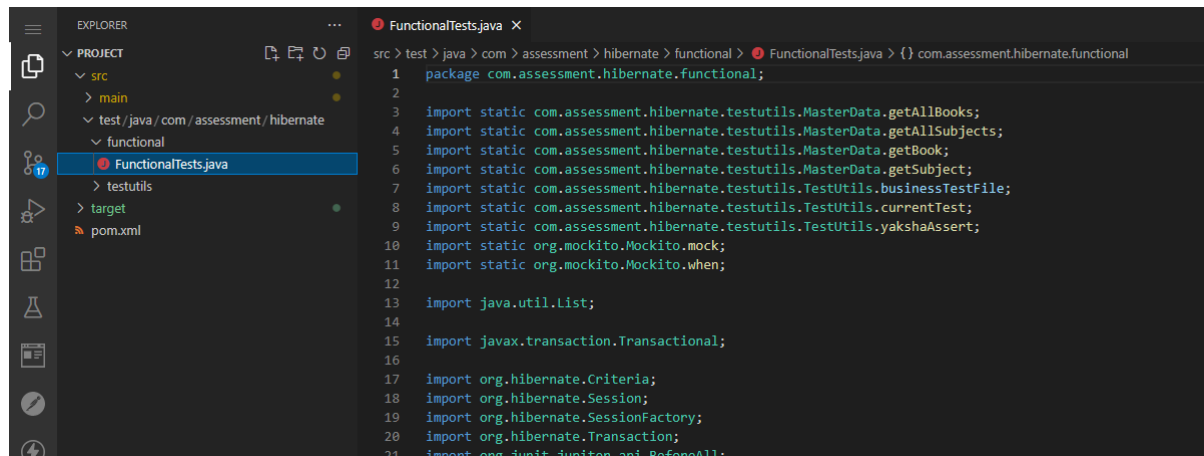 EXPLORER
PROJECT
src
main
test/java/com/assessment/hibernate
functional
FunctionalTests.java
testutils
target
pom.xml
17
FunctionalTests.java
src > test > java > com > assessment > hibernate > functional > FunctionalTests.java > {} com.assessment.hibernate.functional
1 package com.assessment.hibernate.functional;
2
3 import static com.assessment.hibernate.testutils.MasterData.getAllBooks;
4 import static com.assessment.hibernate.testutils.MasterData.getAllSubjects;
5 import static com.assessment.hibernate.testutils.MasterData.getBook;
6 import static com.assessment.hibernate.testutils.MasterData.getSubject;
7 import static com.assessment.hibernate.testutils.TestUtils.businessTestFile;
8 import static com.assessment.hibernate.testutils.TestUtils.currentTest;
9 import static com.assessment.hibernate.testutils.TestUtils.yakshaAssert;
10 import static org.mockito.Mockito.mock;
11 import static org.mockito.Mockito.when;
12
13 import java.util.List;
14
15 import javax.transaction.Transactional;
16
17 import org.hibernate.Criteria;
18 import org.hibernate.Session;
19 import org.hibernate.SessionFactory;
20 import org.hibernate.Transaction;
21 import org.junit.jupiter.api.BeforeAll;